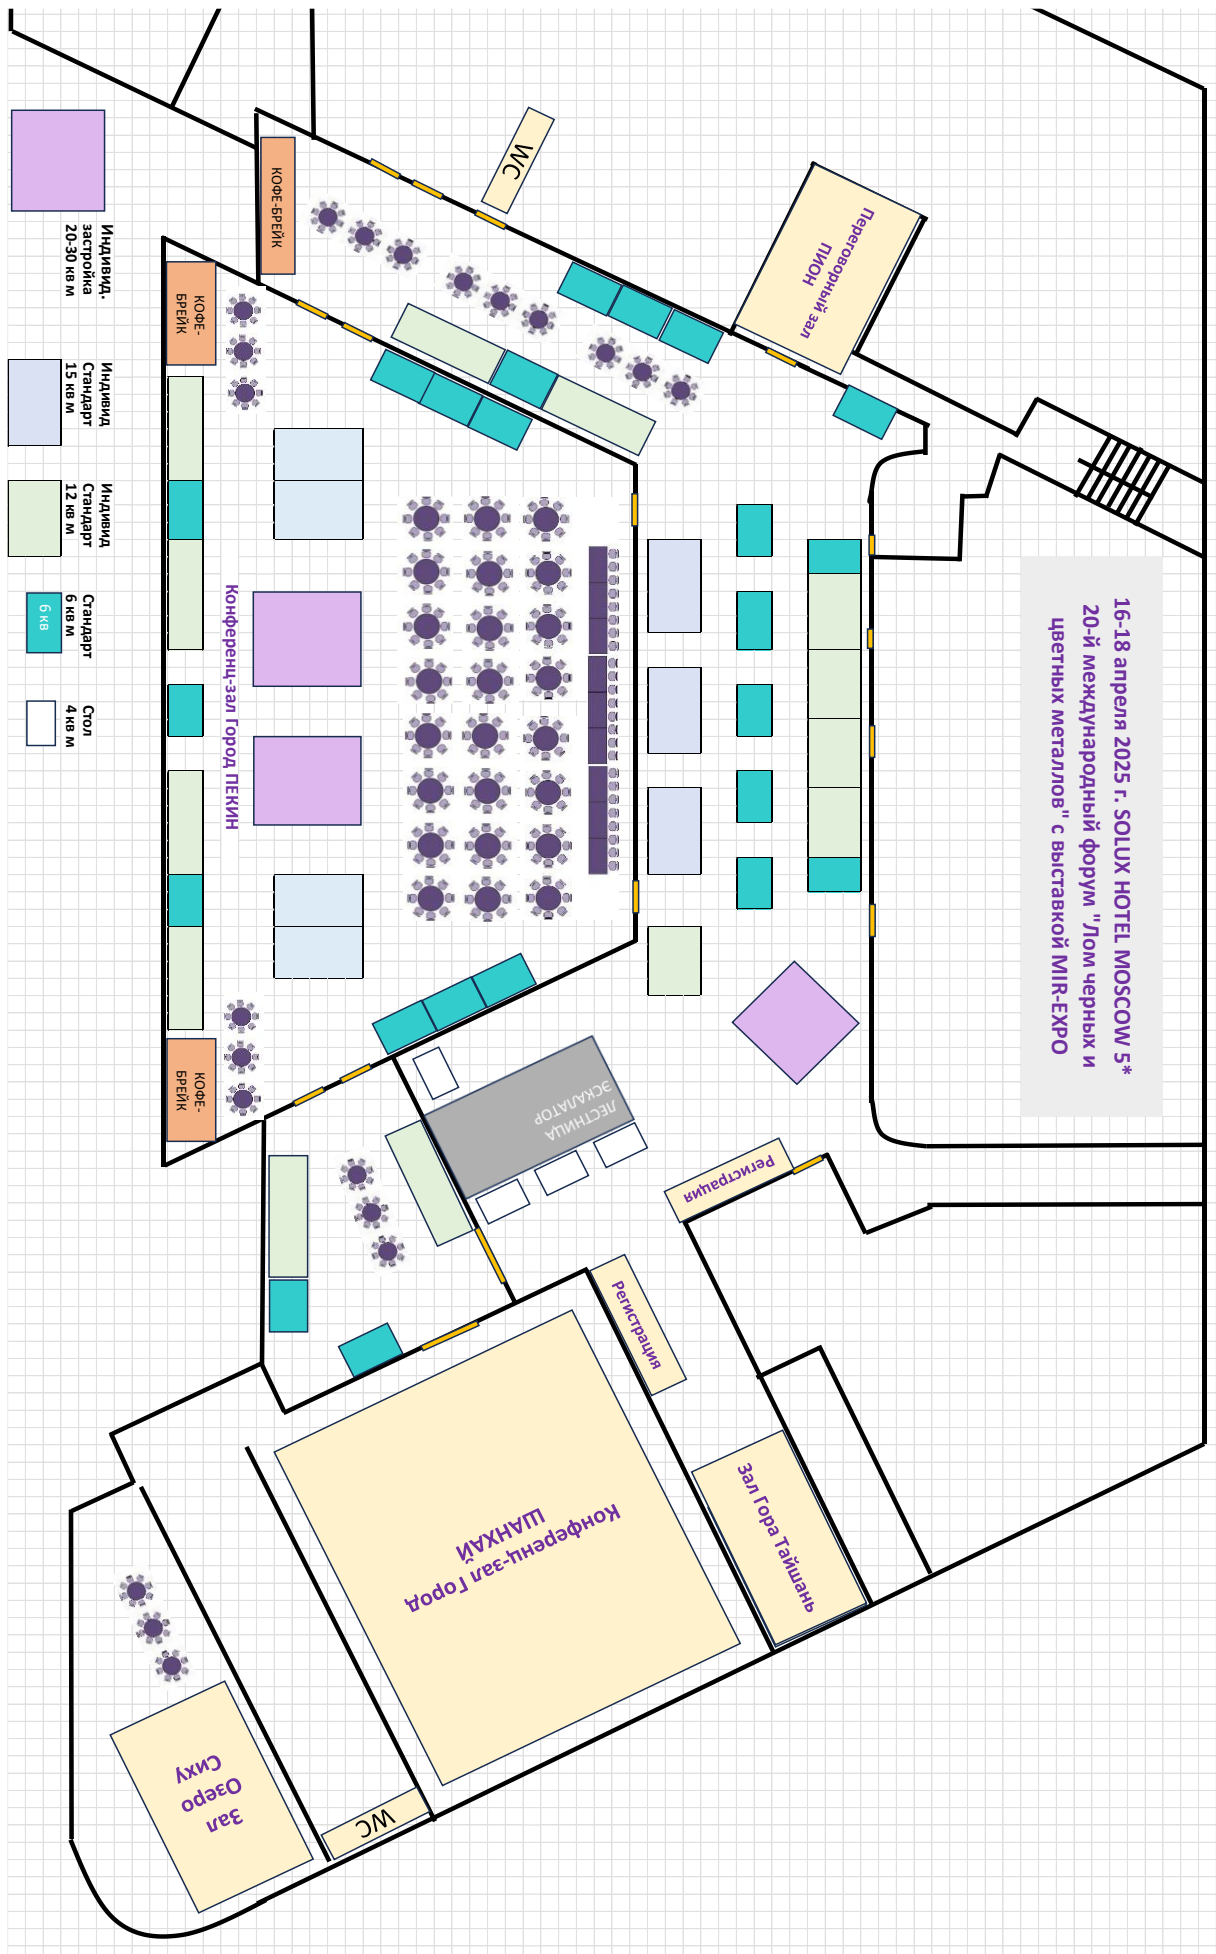 16-18 апреля 2025 г. SOLUX HOTEL MOSCOW 5*
20-й международный форум "Лом черных и
цветных металлов" с выставкой MIR-EXPO
Индивид.
застройка
20-30 кв м
Индивид
Стандарт
15 кв м
Индивид
Стандарт
12 кв м
Стандарт
6 кв м
6 кв
Стол
4 кв м
КОФЕ-БРЕЙК
КОФЕ-
БРЕЙК
WC
Переговорный зал
ПИОН
Конференц-зал Город ПЕКИН
КОФЕ-
БРЕЙК
ЛЕСТНИЦА
ЭСКАЛАТОР
Регистрация
Регистрация
Конференц-зал Город
ШАНХАЙ
Зал Гора Тайшань
Зал
Озеро
Сиху
WC